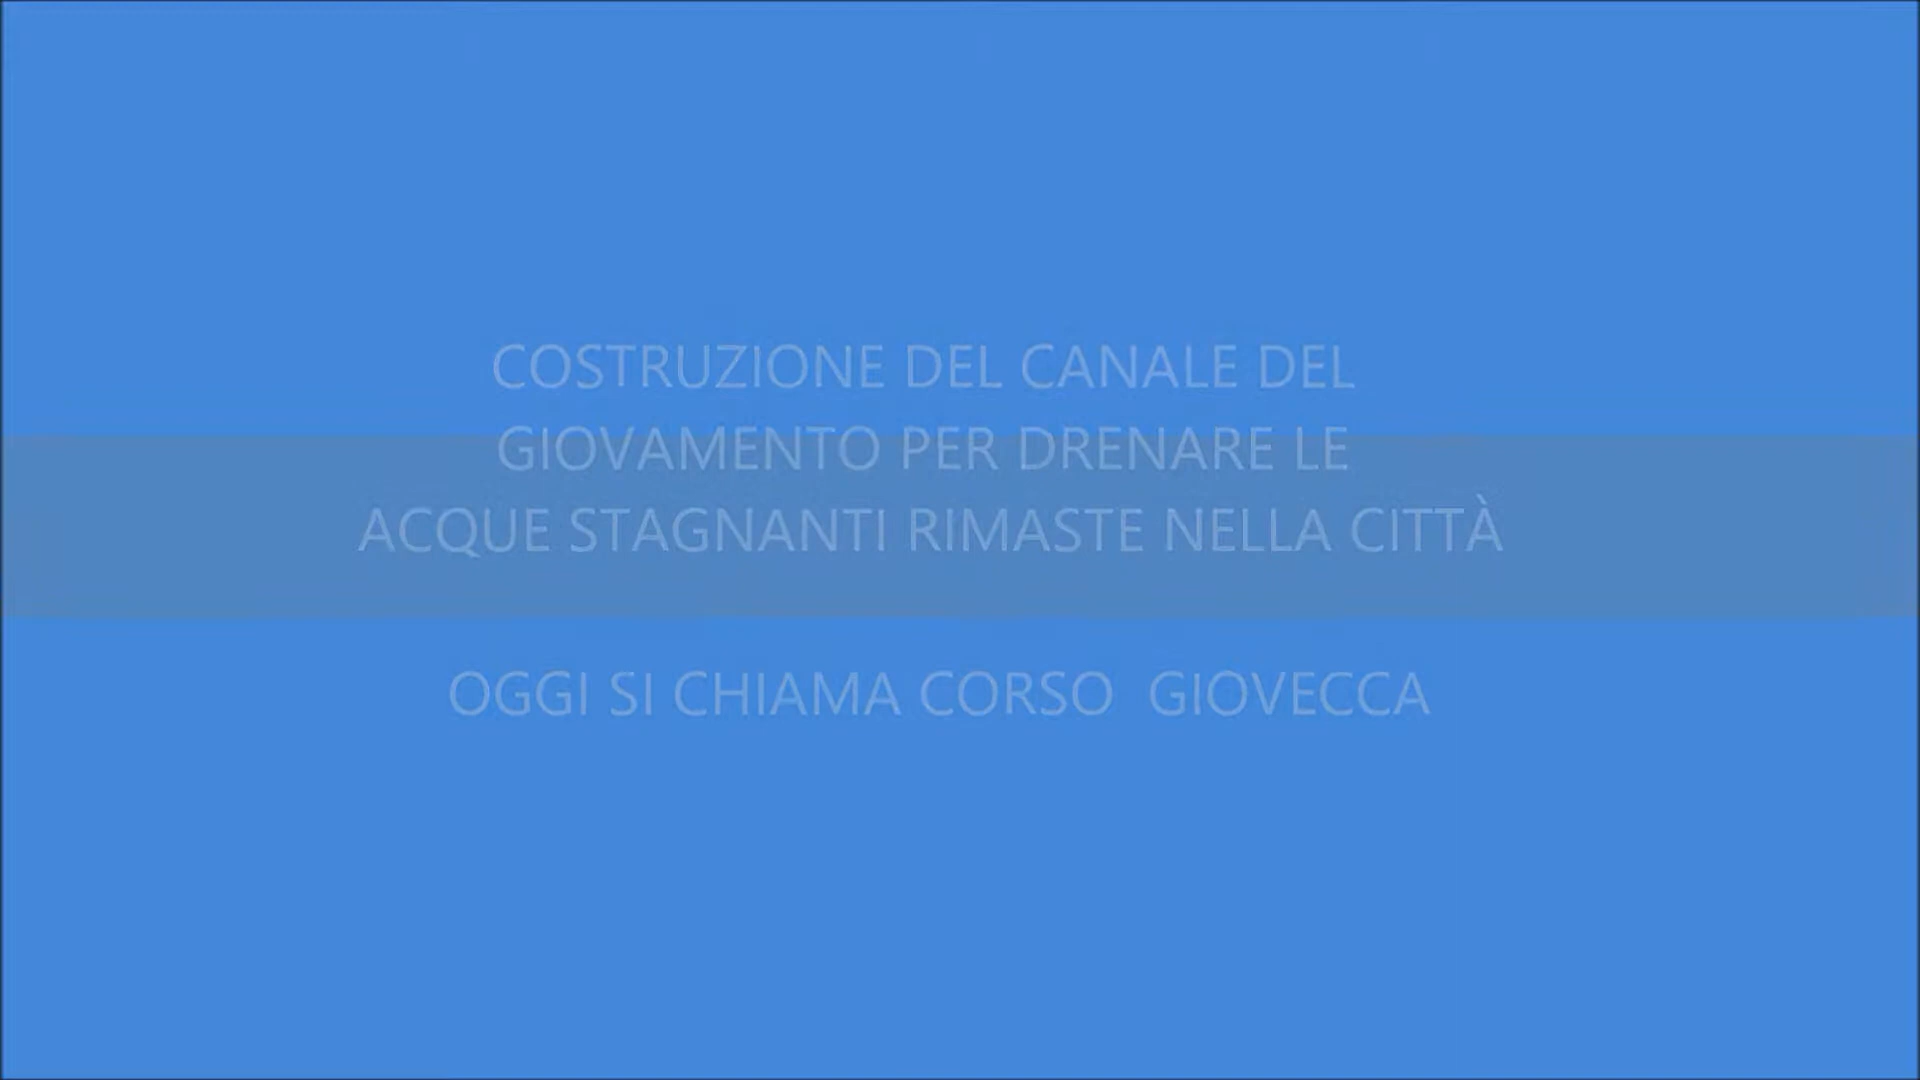 COSTRUZIONE DEL CANALE DEL
GIOVAMENTO PER DRENARE LE
ACQUE STAGNANTI RIMASTE NELLA CITTÀ
OGGI SI CHIAMA CORSO  GIOVECCA